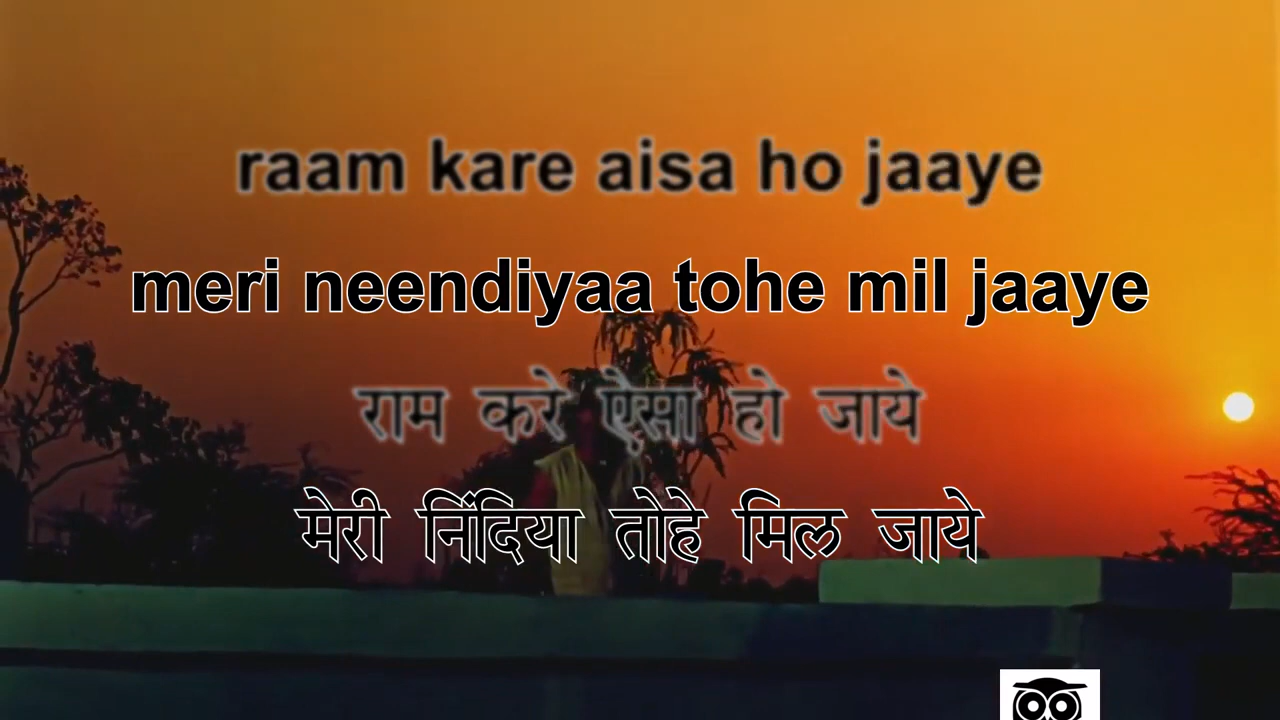 raam kare aisa ho jaaye
meri neendiyaa tohe mil jaaye
राम करे ऐसा हो जाये
मेरी निंदिया तोहे मिल जाये